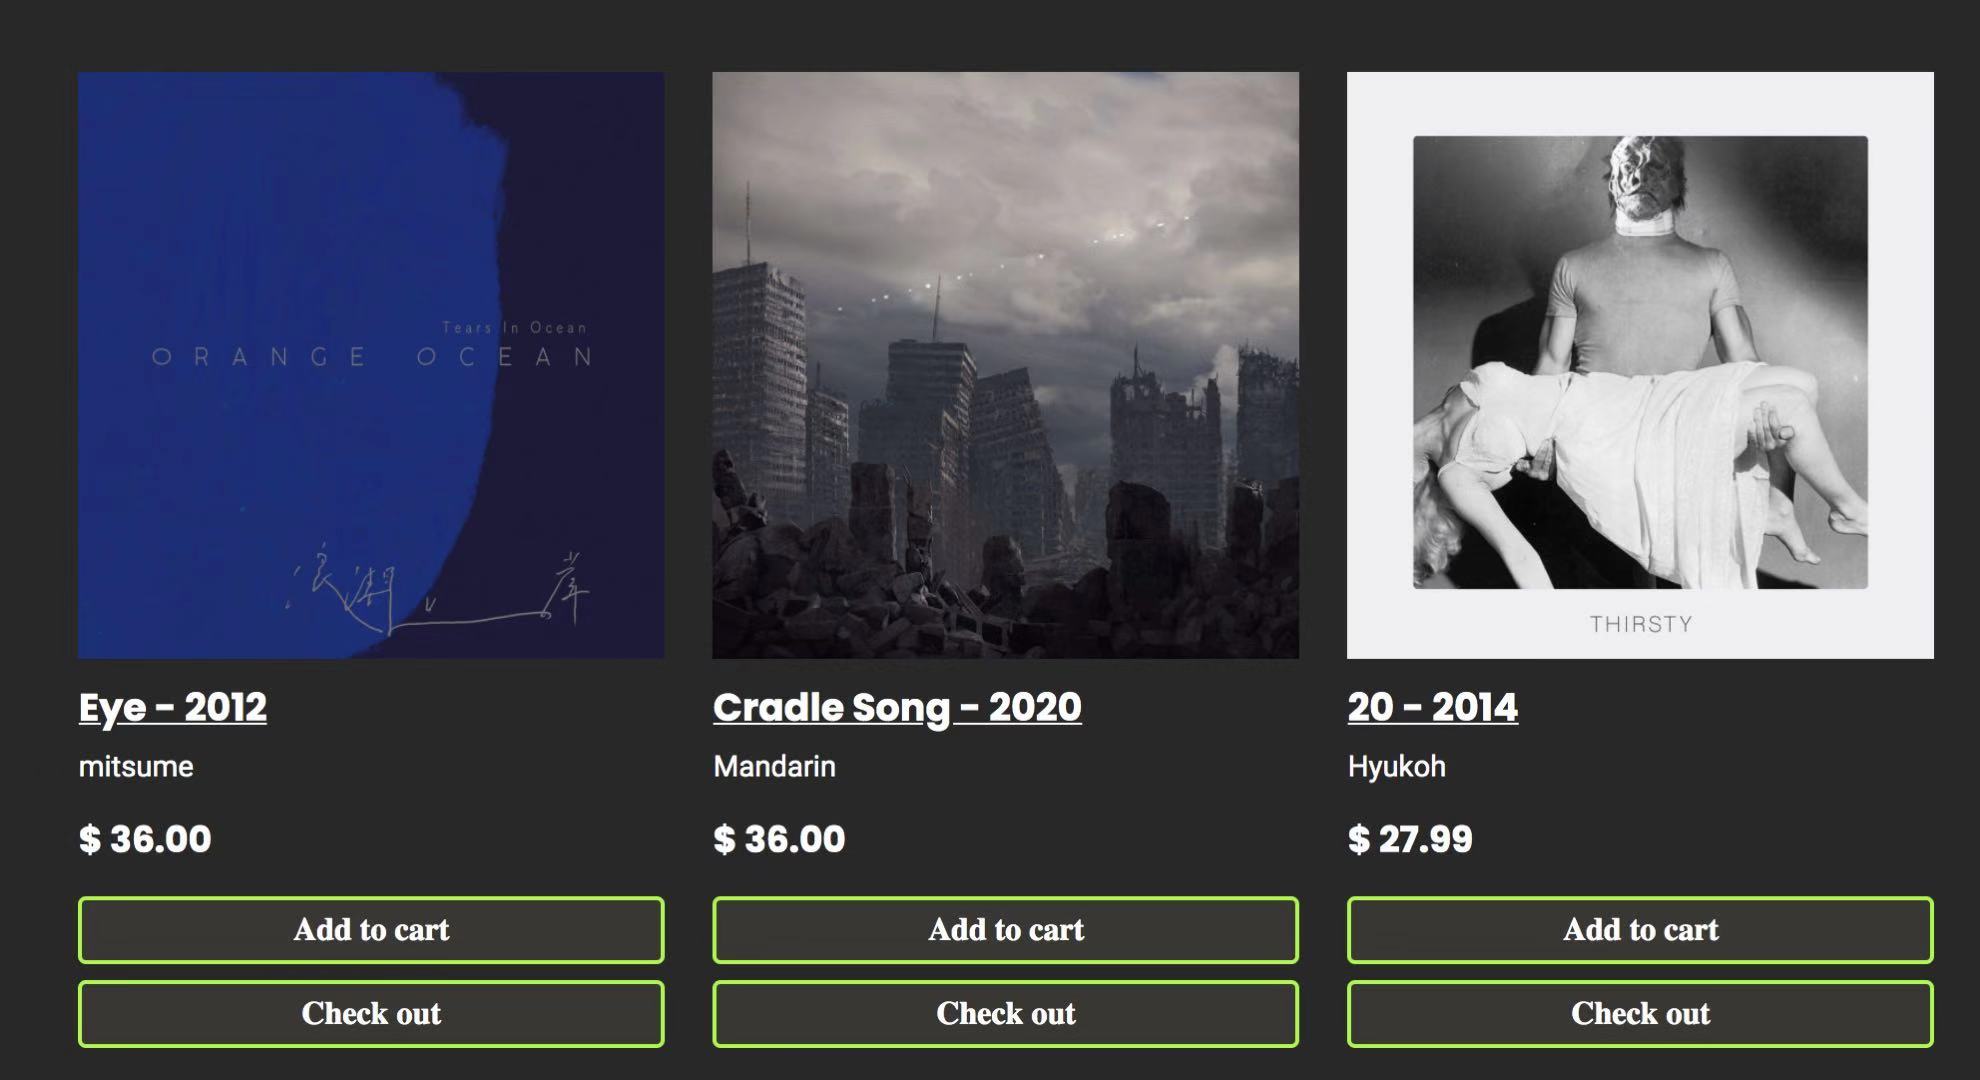 Tears In Ocean
ORANGE OCEAN
浪潮上岸
THIRSTY
Eye - 2012
mitsume
$ 36.00
Add to cart
Check out
Cradle Song - 2020
Mandarin
$ 36.00
Add to cart
Check out
20 - 2014
Hyukoh
$ 27.99
Add to cart
Check out